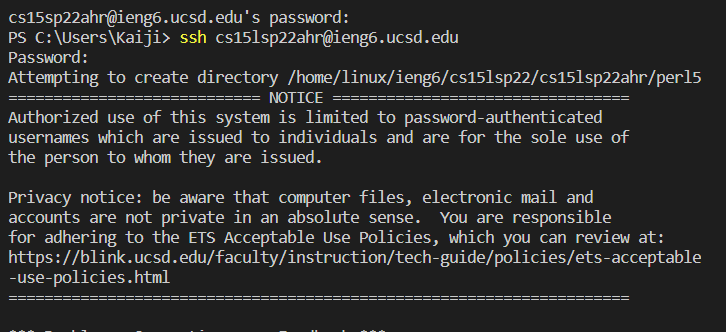 cs15sp22ahr@ieng6.ucsd.edu's password:
PS C:\Users\Kaiji> ssh cs15lsp22ahr@ieng6.ucsd.edu
Password:
Attempting to create directory /home/linux/ieng6/cs15lsp22/cs15lsp22ahr/perl5
============================ NOTICE =================================
Authorized use of this system is limited to password-authenticated
usernames which are issued to individuals and are for the sole use of
the person to whom they are issued.
Privacy notice: be aware that computer files, electronic mail and
accounts are not private in an absolute sense.  You are responsible
for adhering to the ETS Acceptable Use Policies, which you can review at:
https://blink.ucsd.edu/faculty/instruction/tech-guide/policies/ets-acceptable
-use-policies.html
=====================================================================